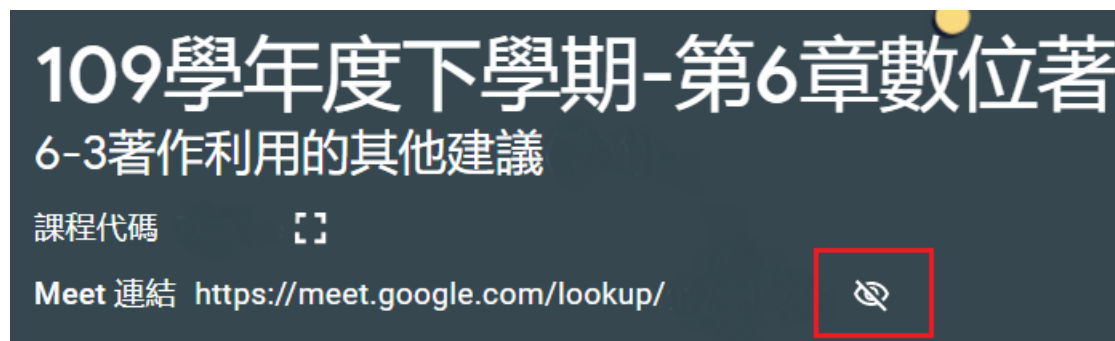 109學年度下學期-第6章數位著
6-3著作利用的其他建議
課程代碼
Meet 連結 https://meet.google.com/lookup/